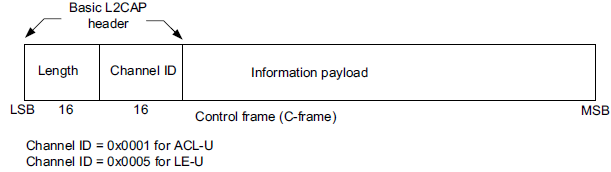 Basic L2CAP
header
Length
Channel ID
Information payload
LSB
16
16
Control frame (C-frame)
MSB
Channel ID = 0x0001 for ACL-U
Channel ID = 0x0005 for LE-U